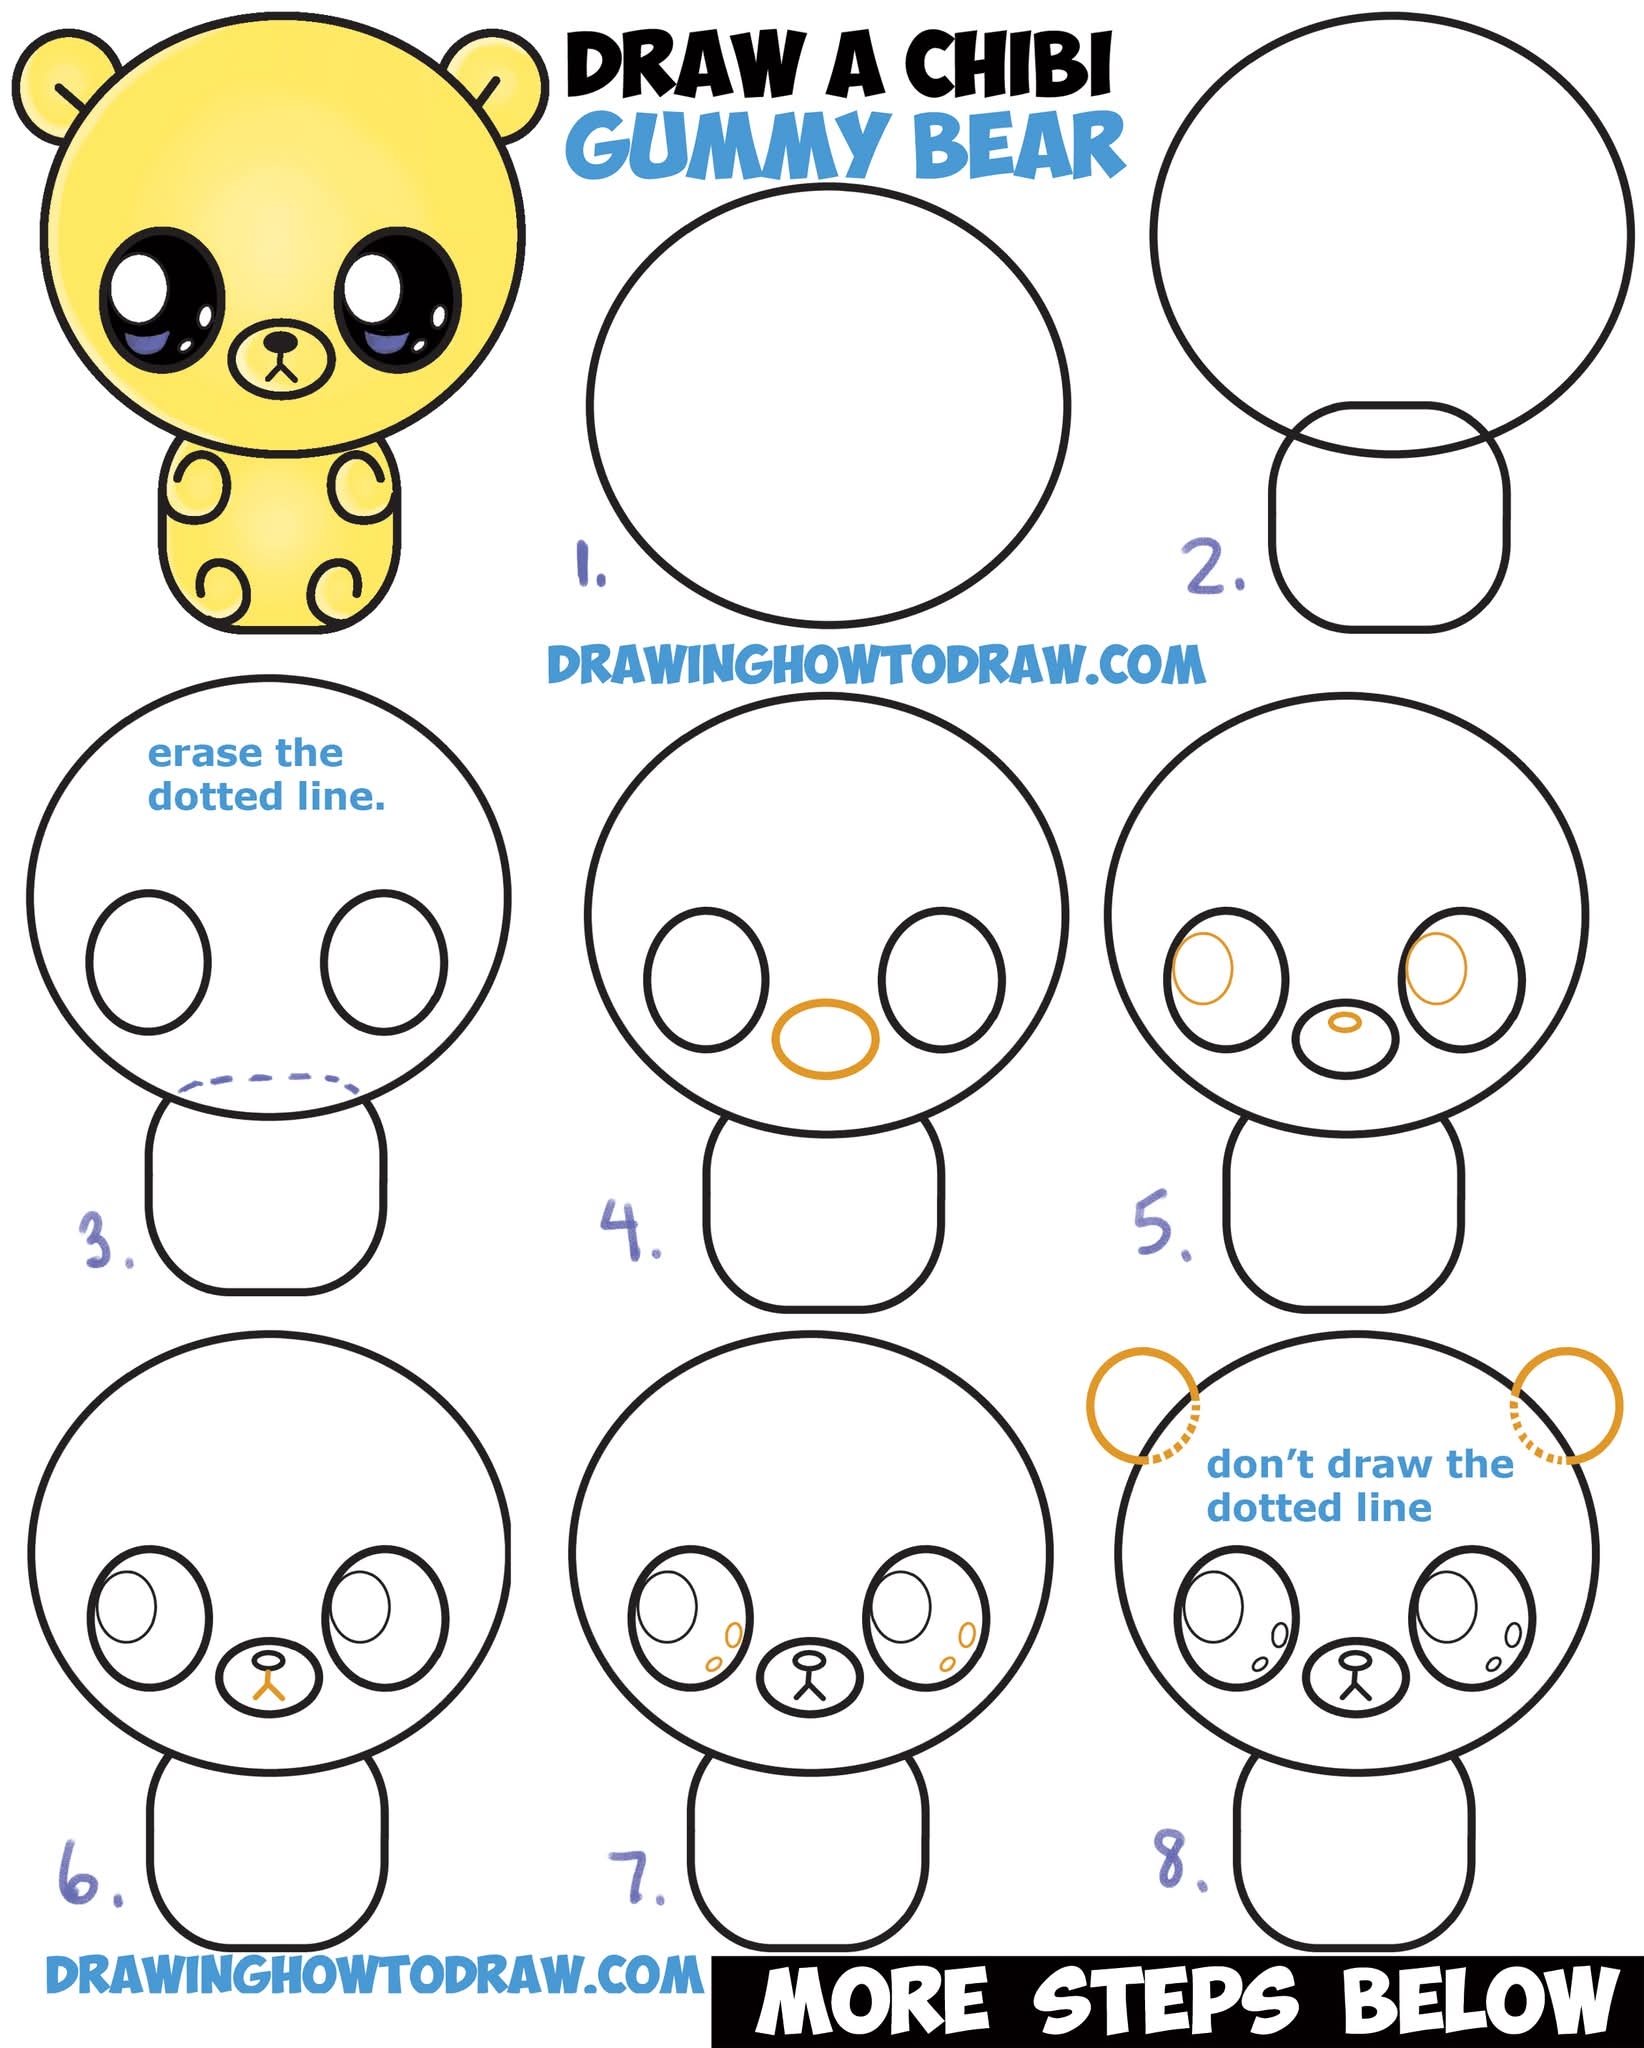 DRAW A CHIBI
GUMMY BEAR
1.
2.
DRAWINGHOWTODRAW.COM
erase the
dotted line.
3.
4.
5.
don't draw the
dotted line
6.
7.
8.
DRAWINGHOWTODRAW.COM
MORE STEPS BELOW